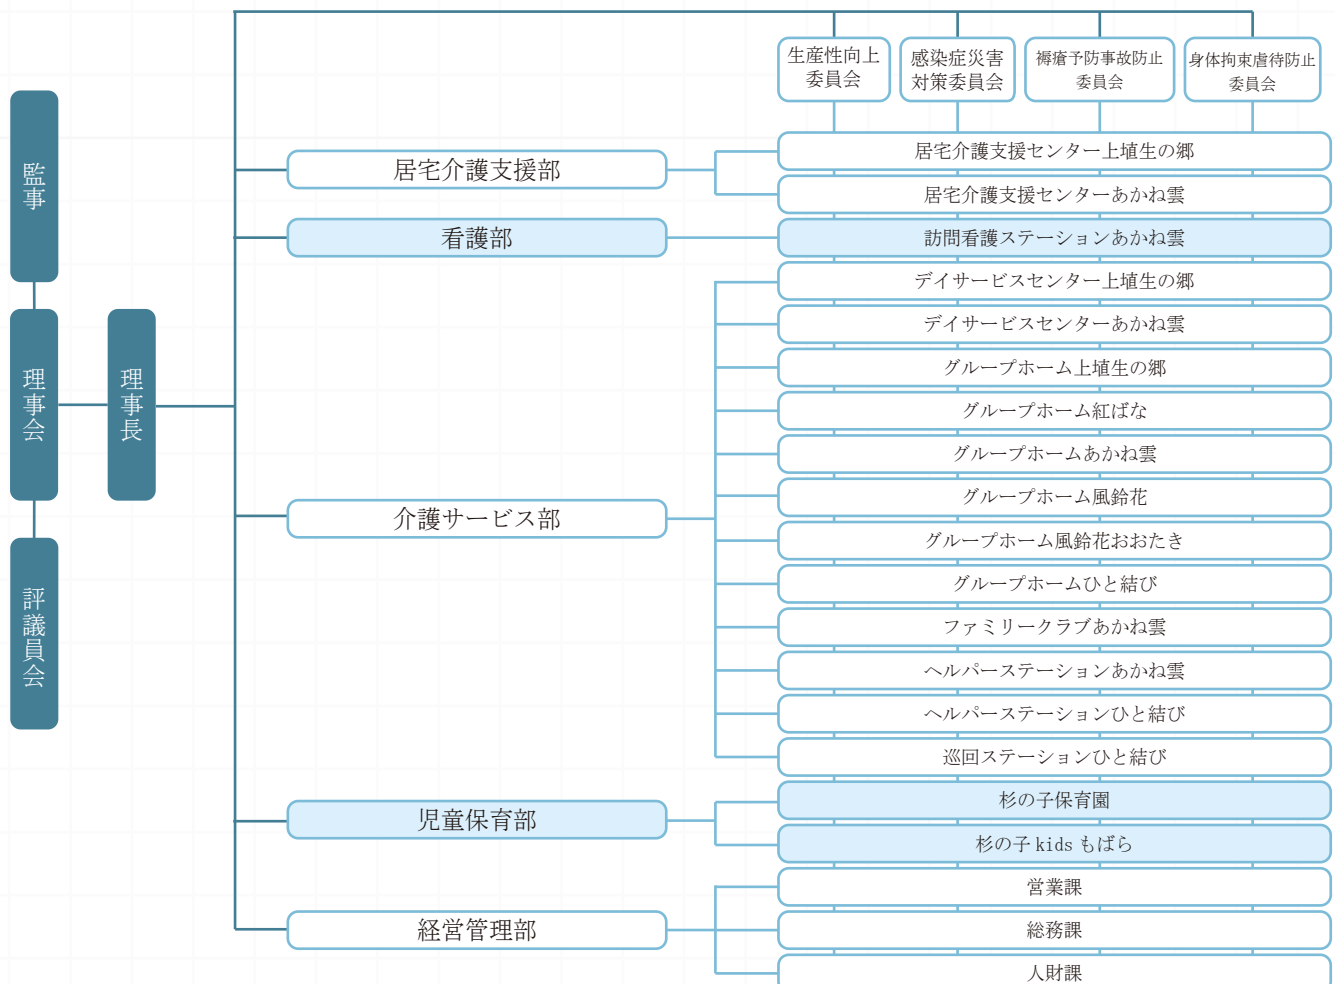 監事
理事会
評議員会
理事長
生産性向上
委員会
感染症災害
対策委員会
褥瘡予防事故防止
委員会
身体拘束虐待防止
委員会
居宅介護支援部
居宅介護支援センター上埴生の郷
居宅介護支援センターあかね雲
看護部
訪問看護ステーションあかね雲
介護サービス部
デイサービスセンター上埴生の郷
デイサービスセンターあかね雲
グループホーム上埴生の郷
グループホーム紅ばな
グループホームあかね雲
グループホーム風鈴花
グループホーム風鈴花おおたき
グループホームひと結び
ファミリークラブあかね雲
ヘルパーステーションあかね雲
ヘルパーステーションひと結び
巡回ステーションひと結び
児童保育部
杉の子保育園
杉の子 kids もばら
経営管理部
営業課
総務課
人財課